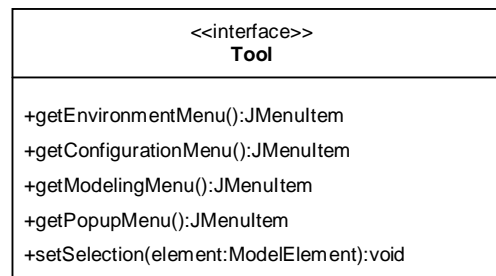 <<interface>>
Tool
+getEnvironmentMenu():JMenuItem
+getConfigurationMenu():JMenuItem
+getModelingMenu():JMenuItem
+getPopupMenu():JMenuItem
+setSelection(element:ModelElement):void